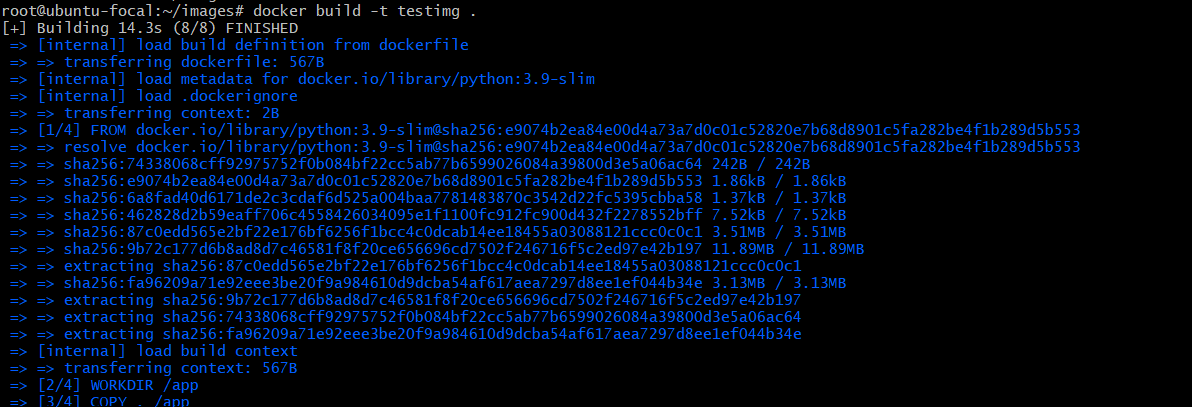 root@ubuntu-focal:~/images# docker build -t testimg .
[+] Building 14.3s (8/8) FINISHED
=> [internal] load build definition from dockerfile
=> => transferring dockerfile: 567B
=> [internal] load metadata for docker.io/library/python:3.9-slim
=> [internal] load .dockerignore
=> => transferring context: 2B
=> [1/4] FROM docker.io/library/python:3.9-slim@sha256:e9074b2ea84e00d4a73a7d0c01c52820e7b68d8901c5fa282be4f1b289d5b553
=> => resolve docker.io/library/python:3.9-slim@sha256:e9074b2ea84e00d4a73a7d0c01c52820e7b68d8901c5fa282be4f1b289d5b553
=> => sha256:74338068cff92975752f0b084bf22cc5ab77b6599026084a39800d3e5a06ac64 242B / 242B
=> => sha256:e9074b2ea84e00d4a73a7d0c01c52820e7b68d8901c5fa282be4f1b289d5b553 1.86kB / 1.86kB
=> => sha256:6a8fad40d6171de2c3cdaf6d525a004baa7781483870c3542d22fc5395cbba58 1.37kB / 1.37kB
=> => sha256:462828d2b59eaff706c4558426034095e1f1100fc912fc900d432f2278552bff 7.52kB / 7.52kB
=> => sha256:87c0edd565e2bf22e176bf6256f1bcc4c0dcab14ee18455a03088121ccc0c0c1 3.51MB / 3.51MB
=> => sha256:9b72c177d6b8ad8d7c46581f8f20ce656696cd7502f246716f5c2ed97e42b197 11.89MB / 11.89MB
=> => extracting sha256:87c0edd565e2bf22e176bf6256f1bcc4c0dcab14ee18455a03088121ccc0c0c1
=> => sha256:fa96209a71e92eee3be20f9a984610d9dcba54af617aea7297d8ee1ef044b34e 3.13MB / 3.13MB
=> => extracting sha256:9b72c177d6b8ad8d7c46581f8f20ce656696cd7502f246716f5c2ed97e42b197
=> => extracting sha256:74338068cff92975752f0b084bf22cc5ab77b6599026084a39800d3e5a06ac64
=> => extracting sha256:fa96209a71e92eee3be20f9a984610d9dcba54af617aea7297d8ee1ef044b34e
=> [internal] load build context
=> => transferring context: 567B
=> [2/4] WORKDIR /app
=> [3/4] COPY . /app